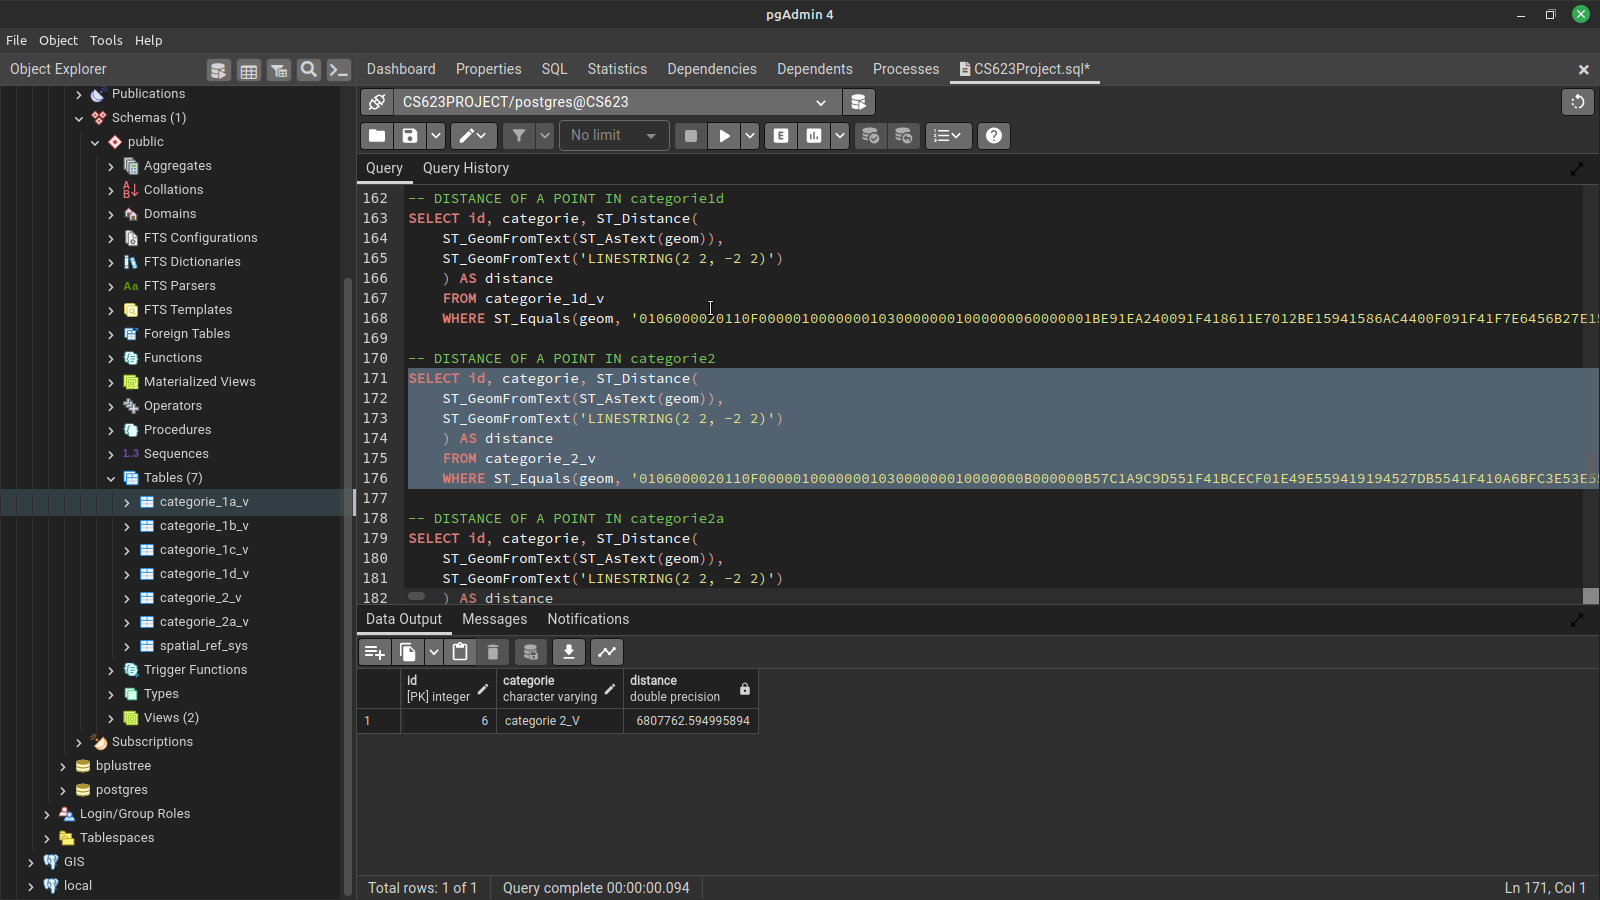 pgAdmin 4
File Object Tools Help
Object Explorer
Dashboard Properties SQL Statistics Dependencies Dependents Processes CS623Project.sql*
Publications
Schemas (1)
public
Aggregates
Collations
Domains
FTS Configurations
FTS Dictionaries
Aa FTS Parsers
FTS Templates
Foreign Tables
Functions
Materialized Views
Operators
Procedures
1.3 Sequences
Tables (7)
categorie_1a_v
categorie_1b_v
categorie_1c_v
categorie_1d_v
categorie_2_v
categorie_2a_v
spatial_ref_sys
Trigger Functions
Types
Views (2)
Subscriptions
bplustree
postgres
Login/Group Roles
Tablespaces
GIS
local
CS623PROJECT/postgres@CS623
No limit
E
Query Query History
162 -- DISTANCE OF A POINT IN categorie1d
163 SELECT id, categorie, ST_Distance(
164 ST_GeomFromText(ST_AsText(geom)),
165 ST_GeomFromText('LINESTRING(2 2, -2 2)')
166 ) AS distance
167 FROM categorie_1d_v
168 WHERE ST_Equals(geom, '0106000020110F00000100000001030000000100000060000001BE91EA240091F418611E7012BE15941586AC4400F091F41F7E6456B27E15
169
170 -- DISTANCE OF A POINT IN categorie2
171 SELECT id, categorie, ST_Distance(
172 ST_GeomFromText(ST_AsText(geom)),
173 ST_GeomFromText('LINESTRING(2 2, -2 2)')
174 ) AS distance
175 FROM categorie_2_v
176 WHERE ST_Equals(geom, '0106000020110F000001000000010300000001000000B000000B57C1A9C9D551F41BCECF01E49E559419194527DB5541F410A6BFC3E53E55
177
178 -- DISTANCE OF A POINT IN categorie2a
179 SELECT id, categorie, ST_Distance(
180 ST_GeomFromText(ST_AsText(geom)),
181 ST_GeomFromText('LINESTRING(2 2, -2 2)')
182 ) AS distance
Data Output Messages Notifications
id categorie distance
[PK] integer character varying double precision
1 6 categorie 2_V 6807762.594995894
Total rows: 1 of 1 Query complete 00:00:00.094 Ln 171, Col 1